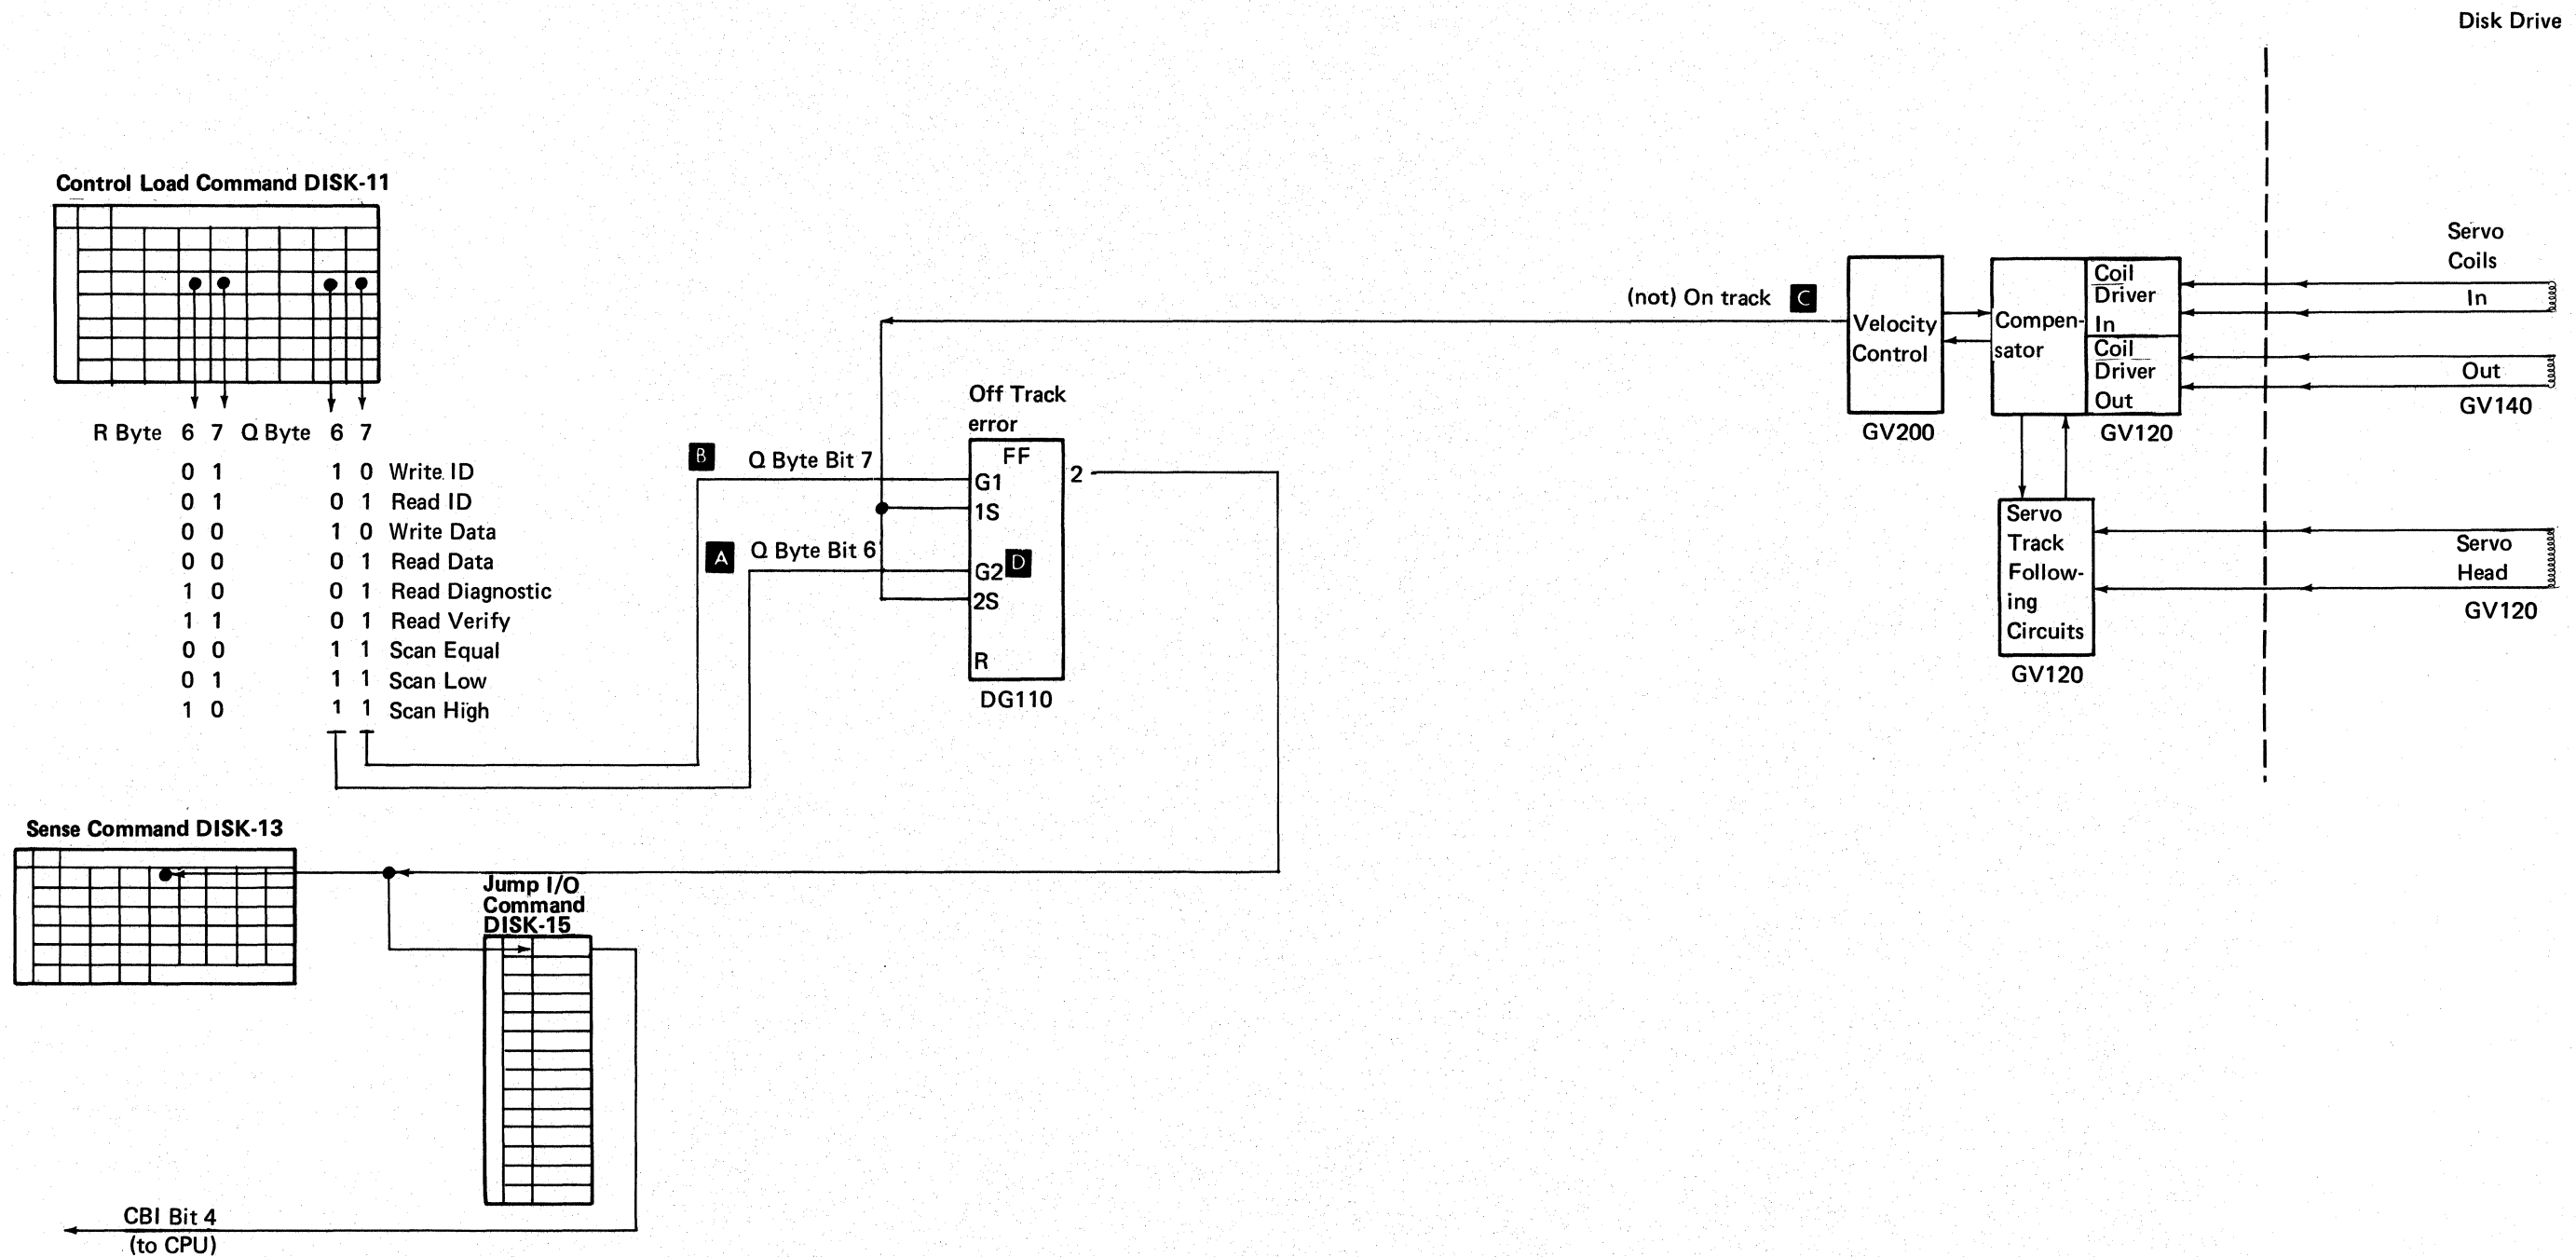 Disk Drive
Control Load Command DISK-11
R Byte 6 7 Q Byte 6 7
0 1 1 0 Write ID
0 1 0 1 Read ID
0 0 1 0 Write Data
0 0 0 1 Read Data
1 0 0 1 Read Diagnostic
1 1 0 1 Read Verify
0 0 1 1 Scan Equal
0 1 1 1 Scan Low
1 0 1 1 Scan High
B Q Byte Bit 7
A Q Byte Bit 6
Off Track
error
FF
G1
1S
G2 D
2S
R
2
DG110
(not) On track C
Velocity
Control
GV200
Compen-
sator
Coil
Driver
In
Coil
Driver
Out
GV120
Servo
Coils
In
Out
GV140
Servo
Track
Follow-
ing
Circuits
GV120
Servo
Head
GV120
Sense Command DISK-13
Jump I/O
Command
DISK-15
CBI Bit 4
(to CPU)